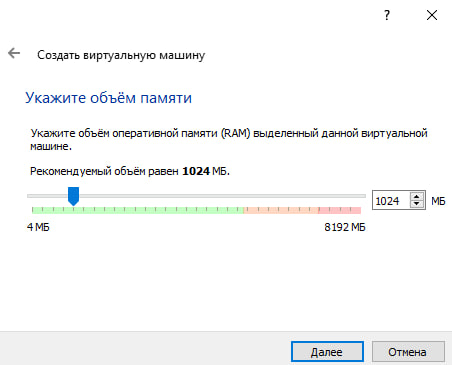 ?
Создать виртуальную машину
Укажите объём памяти
Укажите объём оперативной памяти (RAM) выделенный данной виртуальной
машине.
Рекомендуемый объём равен 1024 МБ.
1024 МБ
4 МБ 8192 МБ
Далее Отмена